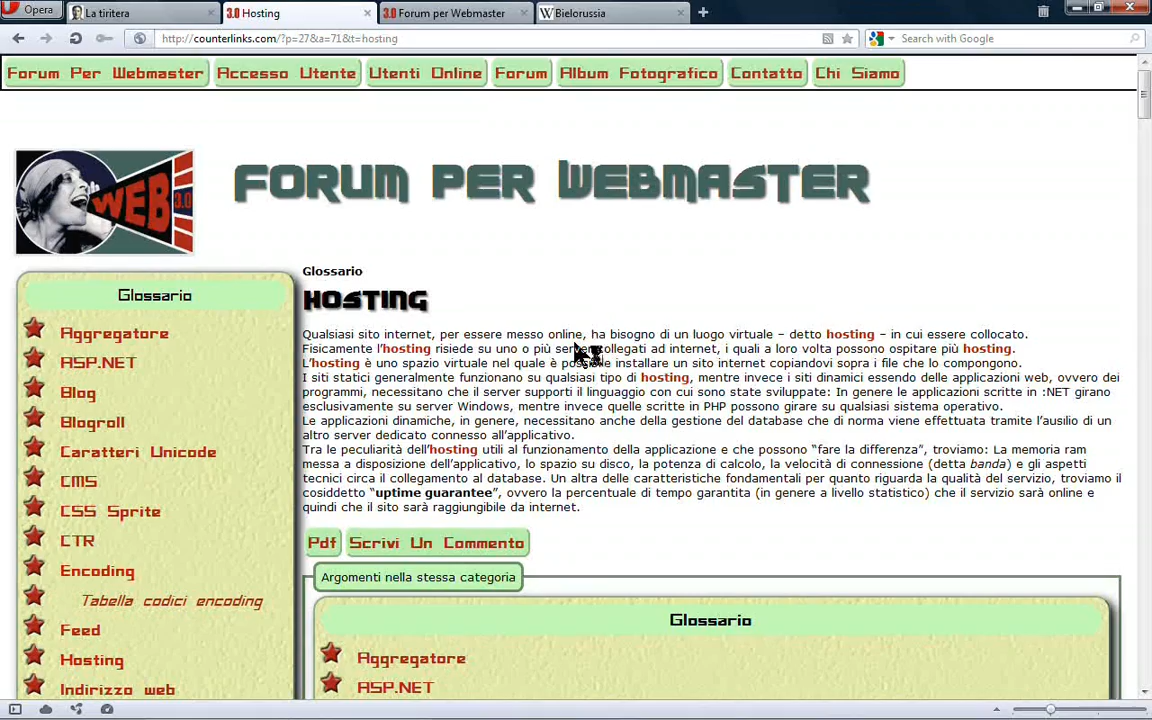 Opera
La tiritera
3.0 Hosting
3.0 Forum per Webmaster
W Bielorussia
http://counterlinks.com/?p=27&a=71&t=hosting
Search with Google
Forum Per Webmaster Accesso Utente Utenti Online Forum Album Fotografico Contatto Chi Siamo
WEB 3.0
FORUM PER WEBMASTER
Glossario
Aggregatore
ASP.NET
Blog
Blogroll
Caratteri Unicode
CMS
CSS Sprite
CTR
Encoding
Tabella codici encoding
Feed
Hosting
Indirizzo web
Glossario
HOSTING
Qualsiasi sito internet, per essere messo online, ha bisogno di un luogo virtuale – detto hosting – in cui essere collocato.
Fisicamente l'hosting risiede su uno o più server collegati ad internet, i quali a loro volta possono ospitare più hosting.
L'hosting è uno spazio virtuale nel quale è possibile installare un sito internet copiandovi sopra i file che lo compongono.
I siti statici generalmente funzionano su qualsiasi tipo di hosting, mentre invece i siti dinamici essendo delle applicazioni web, ovvero dei
programmi, necessitano che il server supporti il linguaggio con cui sono state sviluppate: In genere le applicazioni scritte in :NET girano
esclusivamente su server Windows, mentre invece quelle scritte in PHP possono girare su qualsiasi sistema operativo.
Le applicazioni dinamiche, in genere, necessitano anche della gestione del database che di norma viene effettuata tramite l'ausilio di un
altro server dedicato connesso all'applicativo.
Tra le peculiarità dell'hosting utili al funzionamento della applicazione e che possono "fare la differenza", troviamo: La memoria ram
messa a disposizione dell'applicativo, lo spazio su disco, la potenza di calcolo, la velocità di connessione (detta banda) e gli aspetti
tecnici circa il collegamento al database. Un altra delle caratteristiche fondamentali per quanto riguarda la qualità del servizio, troviamo il
cosiddetto "uptime guarantee", ovvero la percentuale di tempo garantita (in genere a livello statistico) che il servizio sarà online e
quindi che il sito sarà raggiungibile da internet.
Pdf Scrivi Un Commento
Argomenti nella stessa categoria
Glossario
Aggregatore
ASP.NET